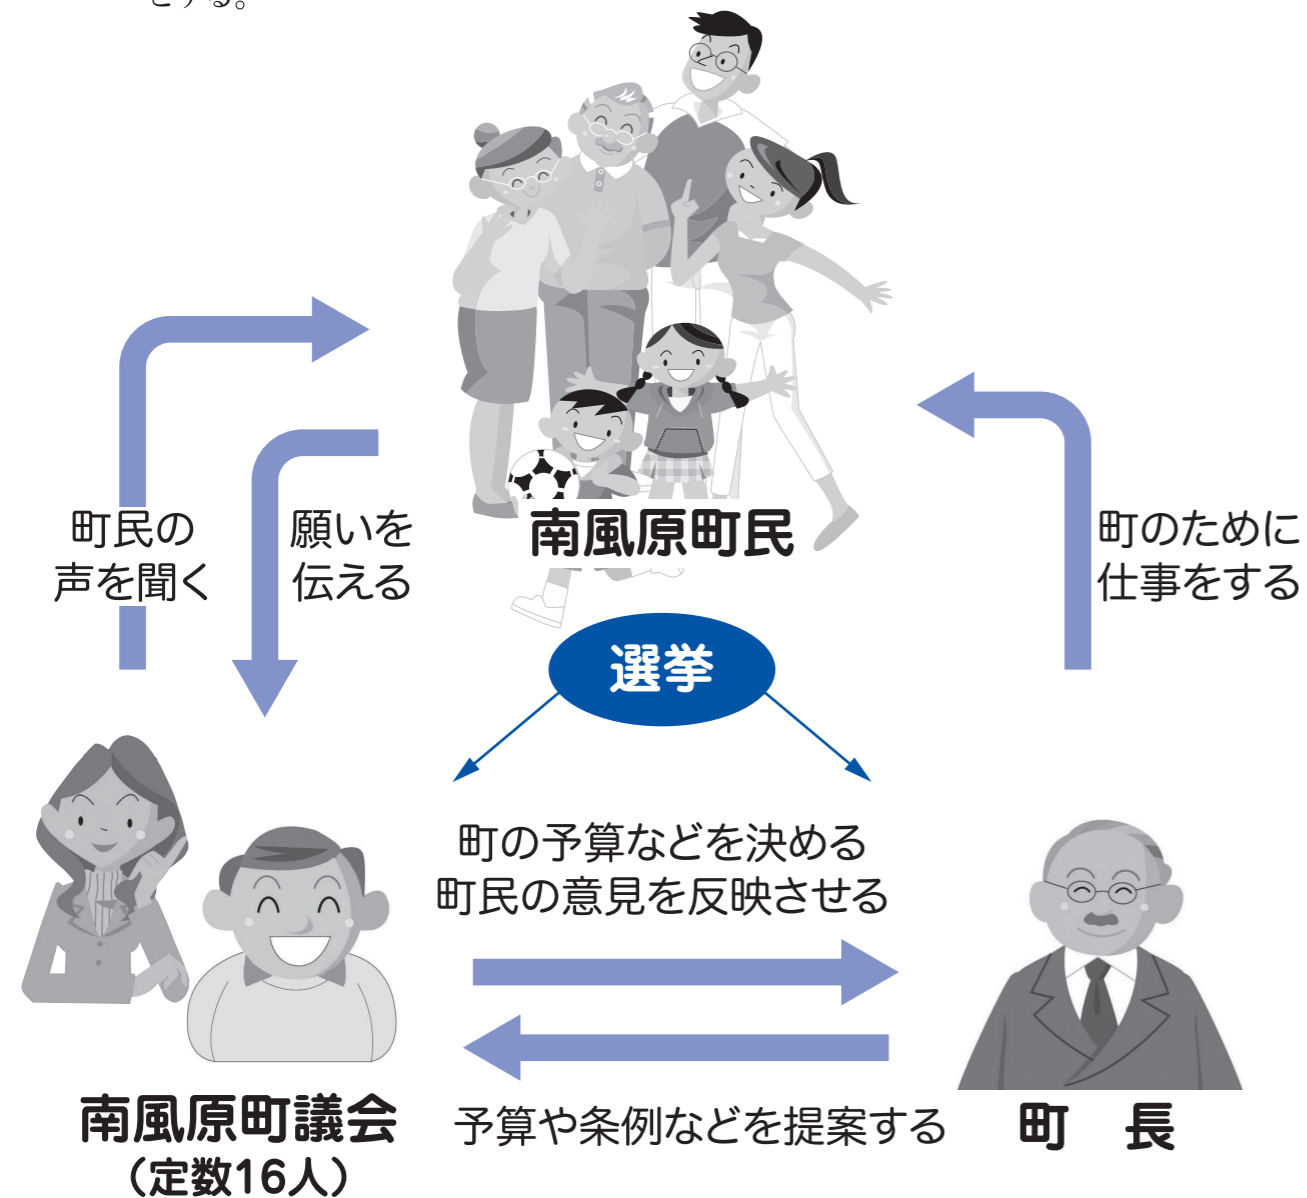 とする。
町民の
声を聞く
願いを
伝える
南風原町民
町のために
仕事をする
選挙
町の予算などを決める
町民の意見を反映させる
予算や条例などを提案する
南風原町議会
（定数16人）
町 長